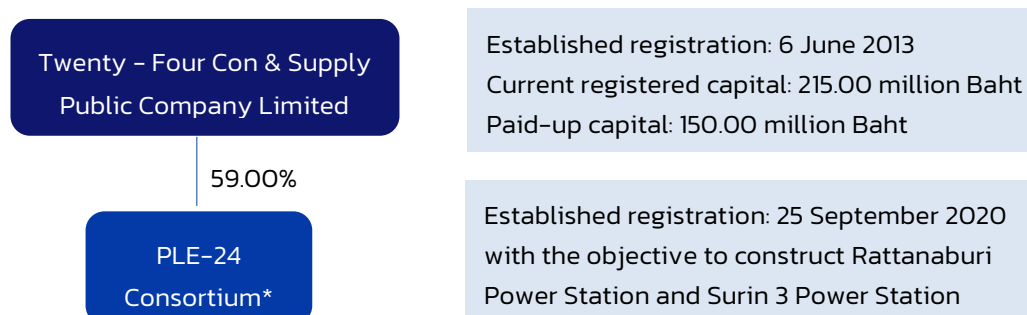 Twenty - Four Con & Supply
Public Company Limited
Established registration: 6 June 2013
Current registered capital: 215.00 million Baht
Paid-up capital: 150.00 million Baht
59.00%
PLE-24
Consortium*
Established registration: 25 September 2020
with the objective to construct Rattanaburi
Power Station and Surin 3 Power Station